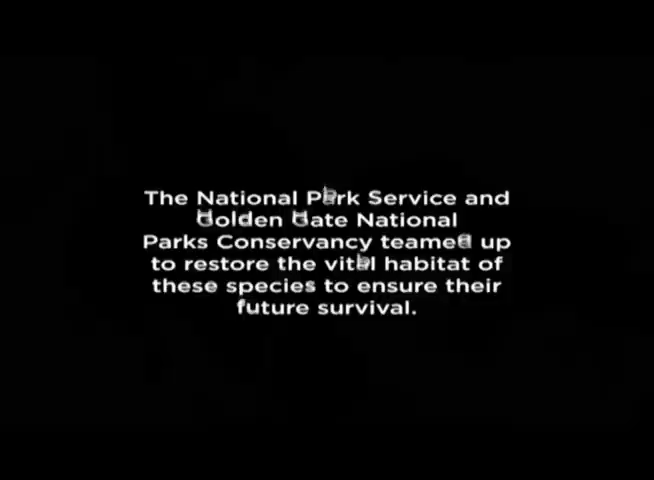 The National Park Service and
Golden Gate National
Parks Conservancy teamed up
to restore the vital habitat of
these species to ensure their
future survival.